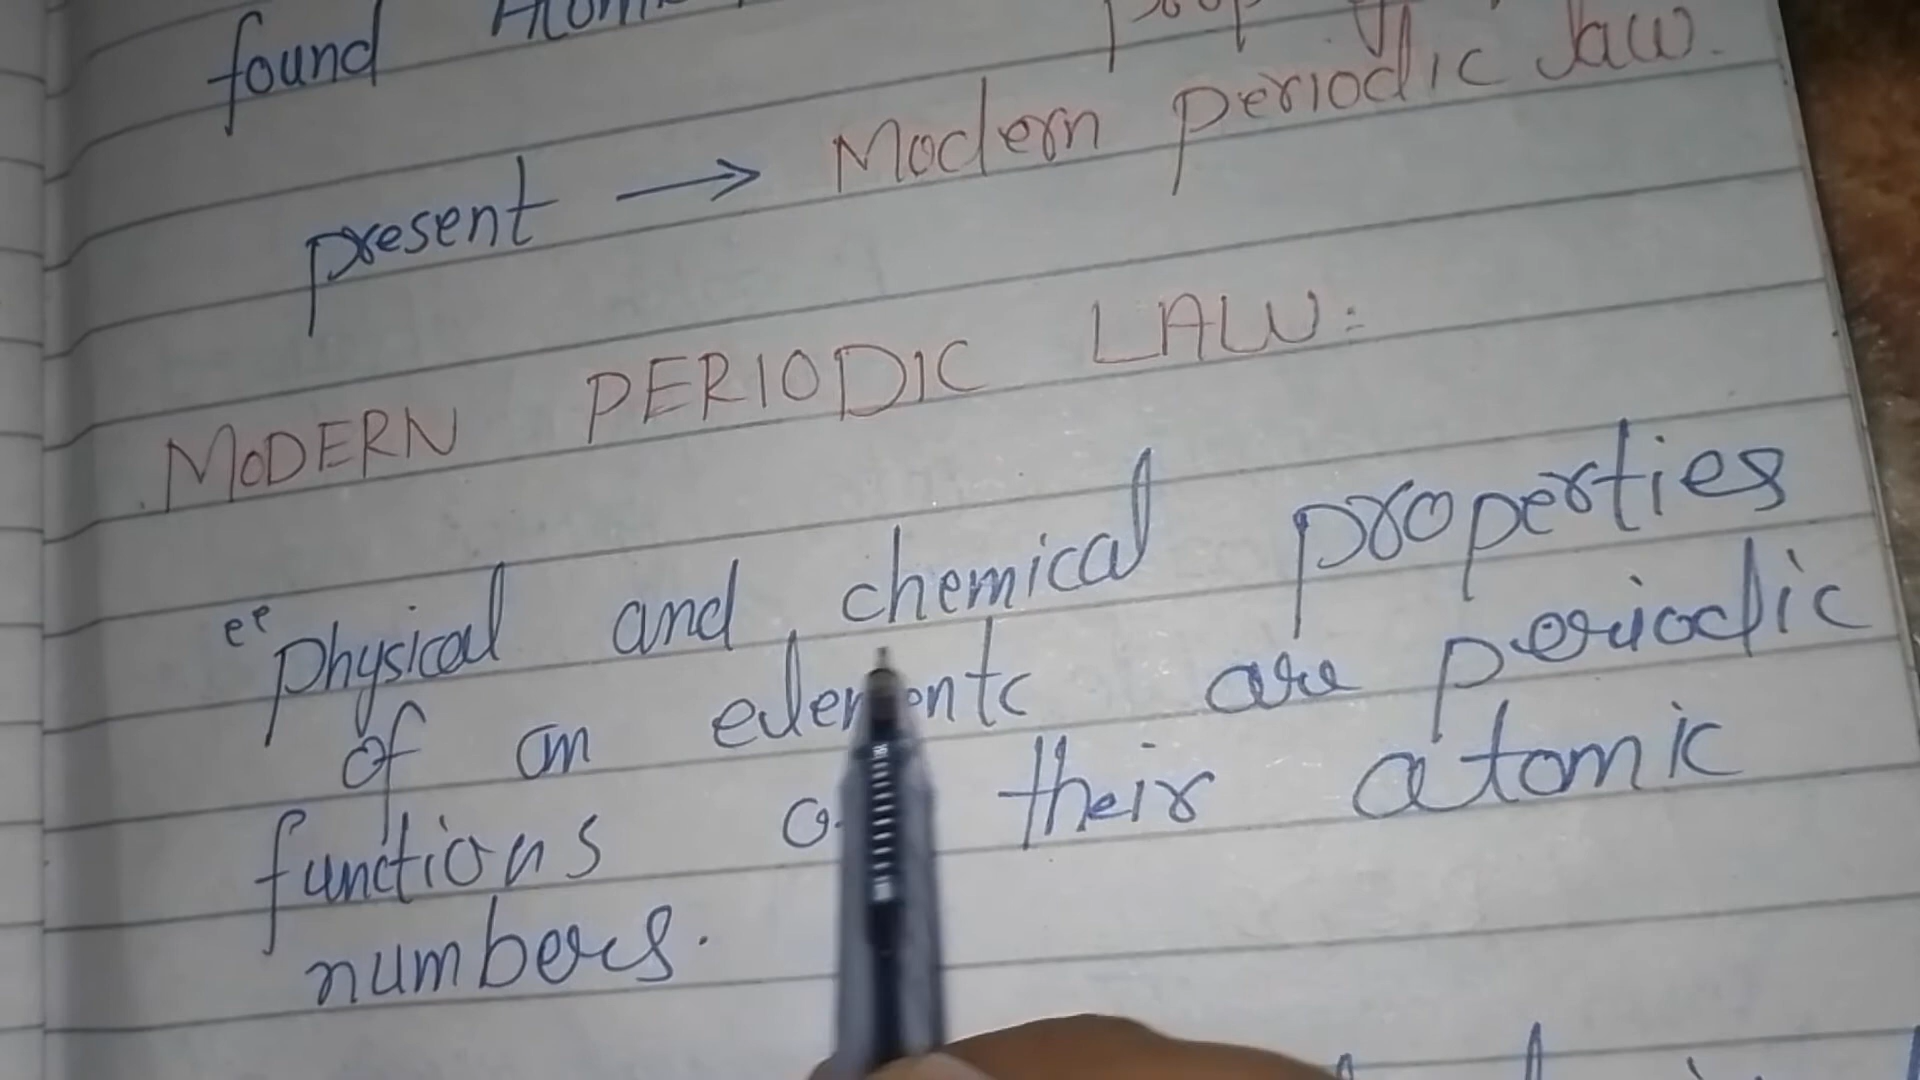 found
present → Modern periodic law.
MODERN PERIODIC LAW:
"Physical and chemical properties
of an elements are periodic
functions their atomic
numbers.